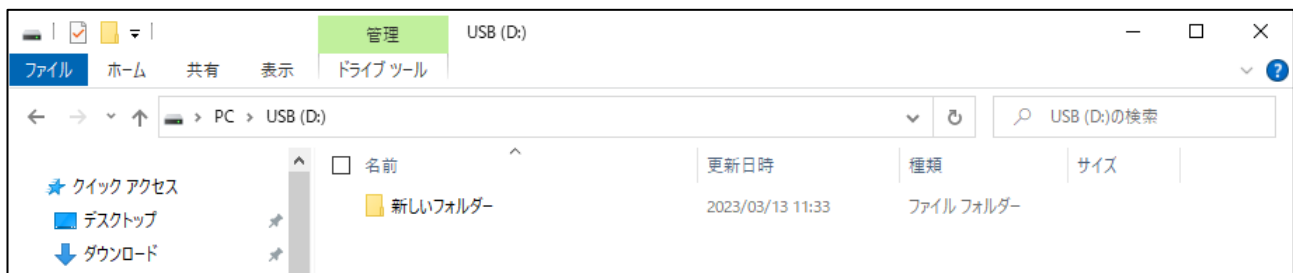 管理 USB (D:)
ファイル ホーム 共有 表示 ドライブ ツール
PC > USB (D:) USB (D:)の検索
名前 更新日時 種類 サイズ
クイック アクセス
新しいフォルダー 2023/03/13 11:33 ファイル フォルダー
デスクトップ
ダウンロード